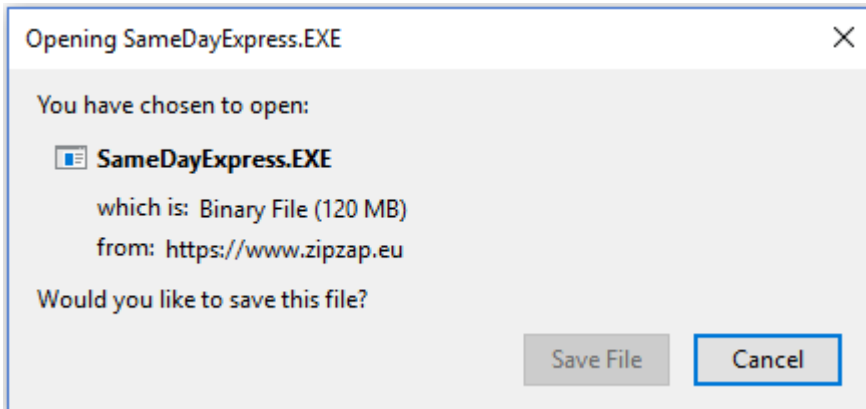 Opening SameDayExpress.EXE
You have chosen to open:
SameDayExpress.EXE
which is: Binary File (120 MB)
from: https://www.zipzap.eu
Would you like to save this file?
Save File Cancel